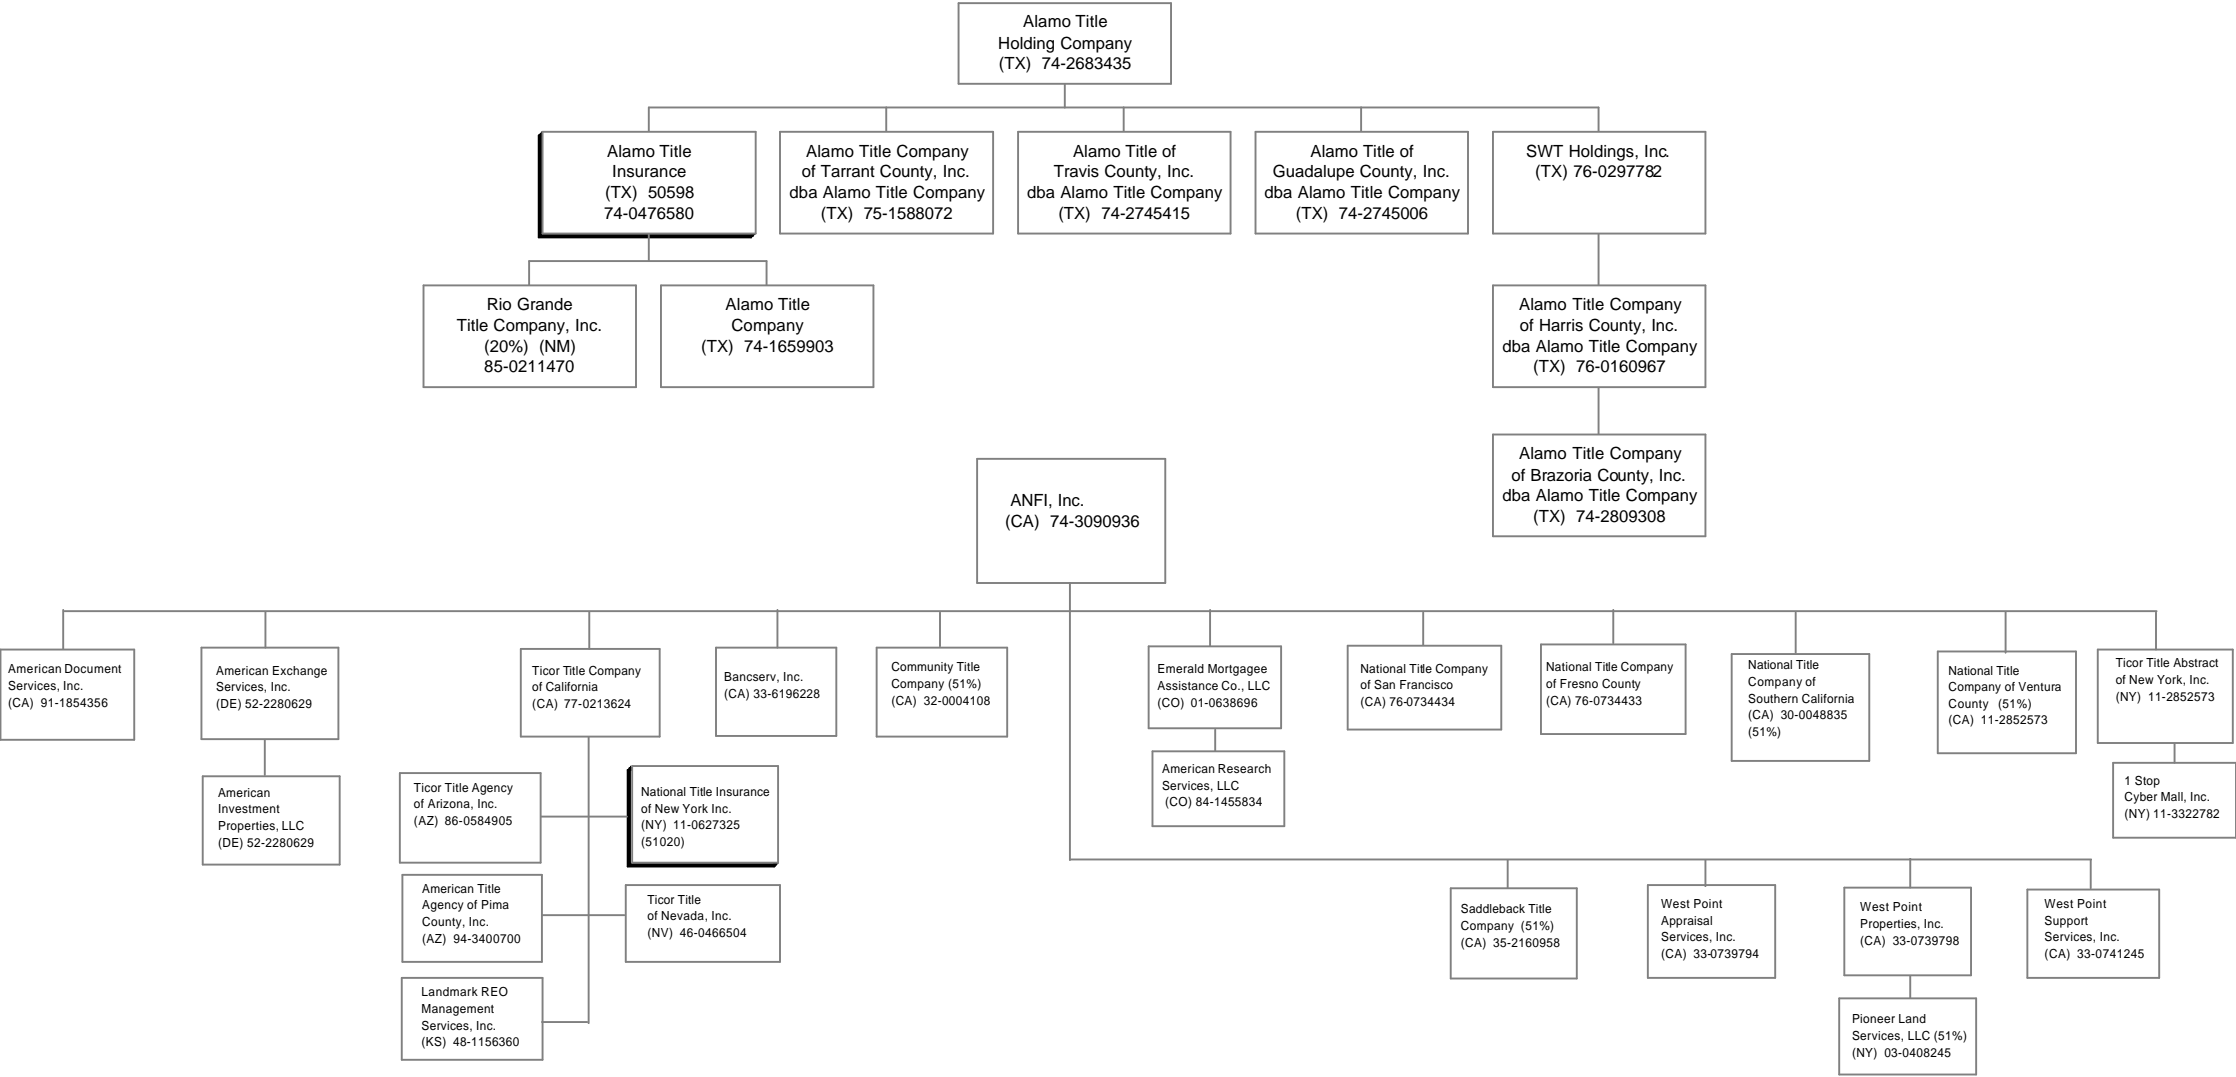 Alamo Title
Holding Company
(TX) 74-2683435
Alamo Title
Insurance
(TX) 50598
74-0476580
Alamo Title Company
of Tarrant County, Inc.
dba Alamo Title Company
(TX) 75-1588072
Alamo Title of
Travis County, Inc.
dba Alamo Title Company
(TX) 74-2745415
Alamo Title of
Guadalupe County, Inc.
dba Alamo Title Company
(TX) 74-2745006
SWT Holdings, Inc.
(TX) 76-0297782
Rio Grande
Title Company, Inc.
(20%) (NM)
85-0211470
Alamo Title
Company
(TX) 74-1659903
Alamo Title Company
of Harris County, Inc.
dba Alamo Title Company
(TX) 76-0160967
Alamo Title Company
of Brazoria County, Inc.
dba Alamo Title Company
(TX) 74-2809308
ANFI, Inc.
(CA) 74-3090936
American Document
Services, Inc.
(CA) 91-1854356
American Exchange
Services, Inc.
(DE) 52-2280629
Ticor Title Company
of California
(CA) 77-0213624
Bancserv, Inc.
(CA) 33-6196228
Community Title
Company (51%)
(CA) 32-0004108
Emerald Mortgagee
Assistance Co., LLC
(CO) 01-0638696
National Title Company
of San Francisco
(CA) 76-0734434
National Title Company
of Fresno County
(CA) 76-0734433
National Title
Company of
Southern California
(CA) 30-0048835
(51%)
National Title
Company of Ventura
County (51%)
(CA) 11-2852573
Ticor Title Abstract
of New York, Inc.
(NY) 11-2852573
American
Investment
Properties, LLC
(DE) 52-2280629
Ticor Title Agency
of Arizona, Inc.
(AZ) 86-0584905
National Title Insurance
of New York Inc.
(NY) 11-0627325
(51020)
American Research
Services, LLC
(CO) 84-1455834
1 Stop
Cyber Mall, Inc.
(NY) 11-3322782
American Title
Agency of Pima
County, Inc.
(AZ) 94-3400700
Ticor Title
of Nevada, Inc.
(NV) 46-0466504
Saddleback Title
Company (51%)
(CA) 35-2160958
West Point
Appraisal
Services, Inc.
(CA) 33-0739794
West Point
Properties, Inc.
(CA) 33-0739798
West Point
Support
Services, Inc.
(CA) 33-0741245
Landmark REO
Management
Services, Inc.
(KS) 48-1156360
Pioneer Land
Services, LLC (51%)
(NY) 03-0408245